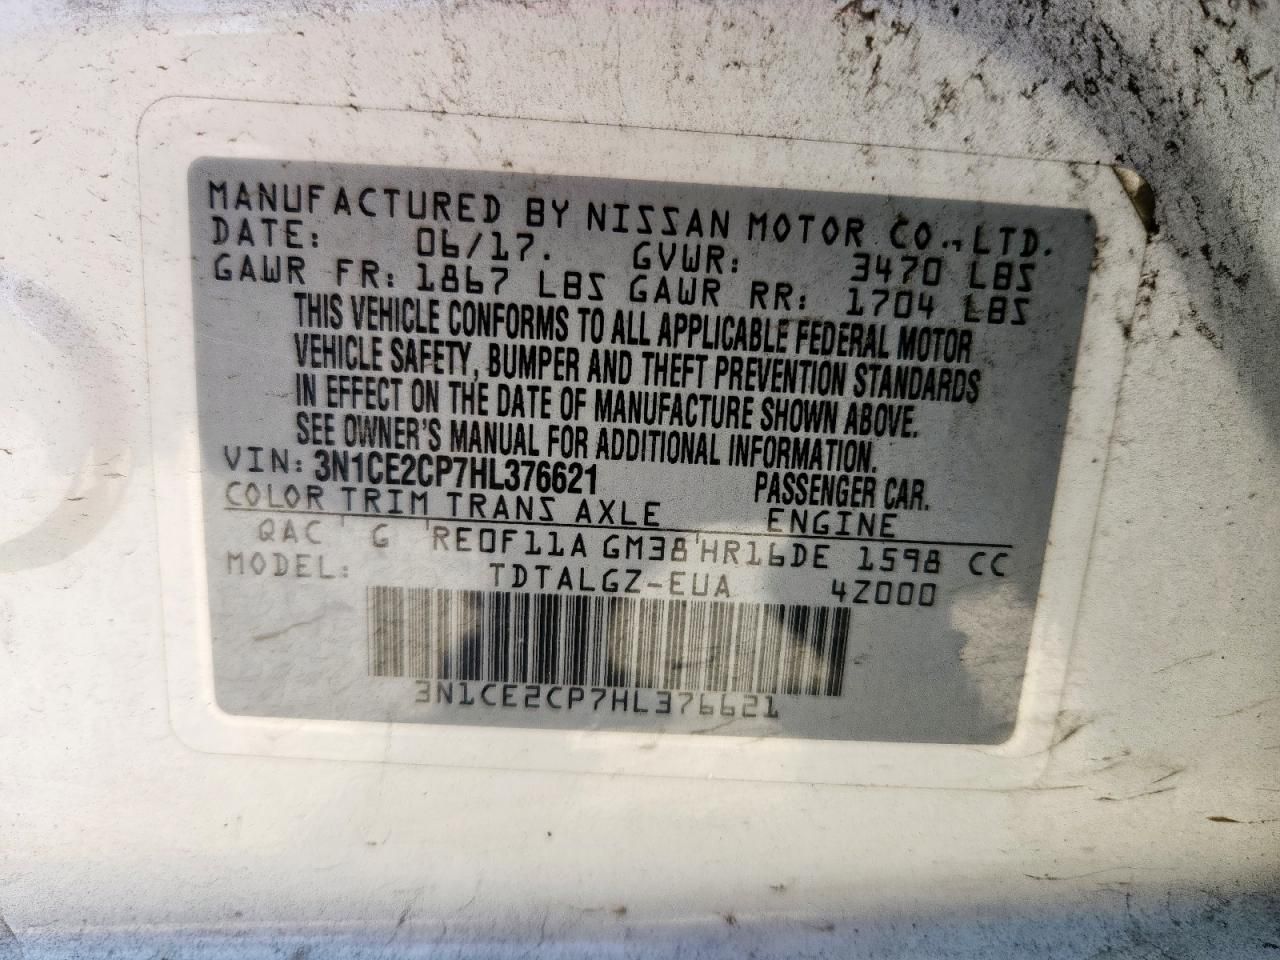 MANUFACTURED BY NISSAN MOTOR CO., LTD.
DATE: 06/17. GVWR: 3470 LBS
GAWR FR: 1867 LBS GAWR RR: 1704 LBS
THIS VEHICLE CONFORMS TO ALL APPLICABLE FEDERAL MOTOR
VEHICLE SAFETY, BUMPER AND THEFT PREVENTION STANDARDS
IN EFFECT ON THE DATE OF MANUFACTURE SHOWN ABOVE.
SEE OWNER'S MANUAL FOR ADDITIONAL INFORMATION.
VIN: 3N1CE2CP7HL376621 PASSENGER CAR.
COLOR TRIM TRANS AXLE ENGINE
QAC G RE0F11A GM38 HR16DE 1598 CC
MODEL: TDTALGZ-EUA 4Z000
3N1CE2CP7HL376621